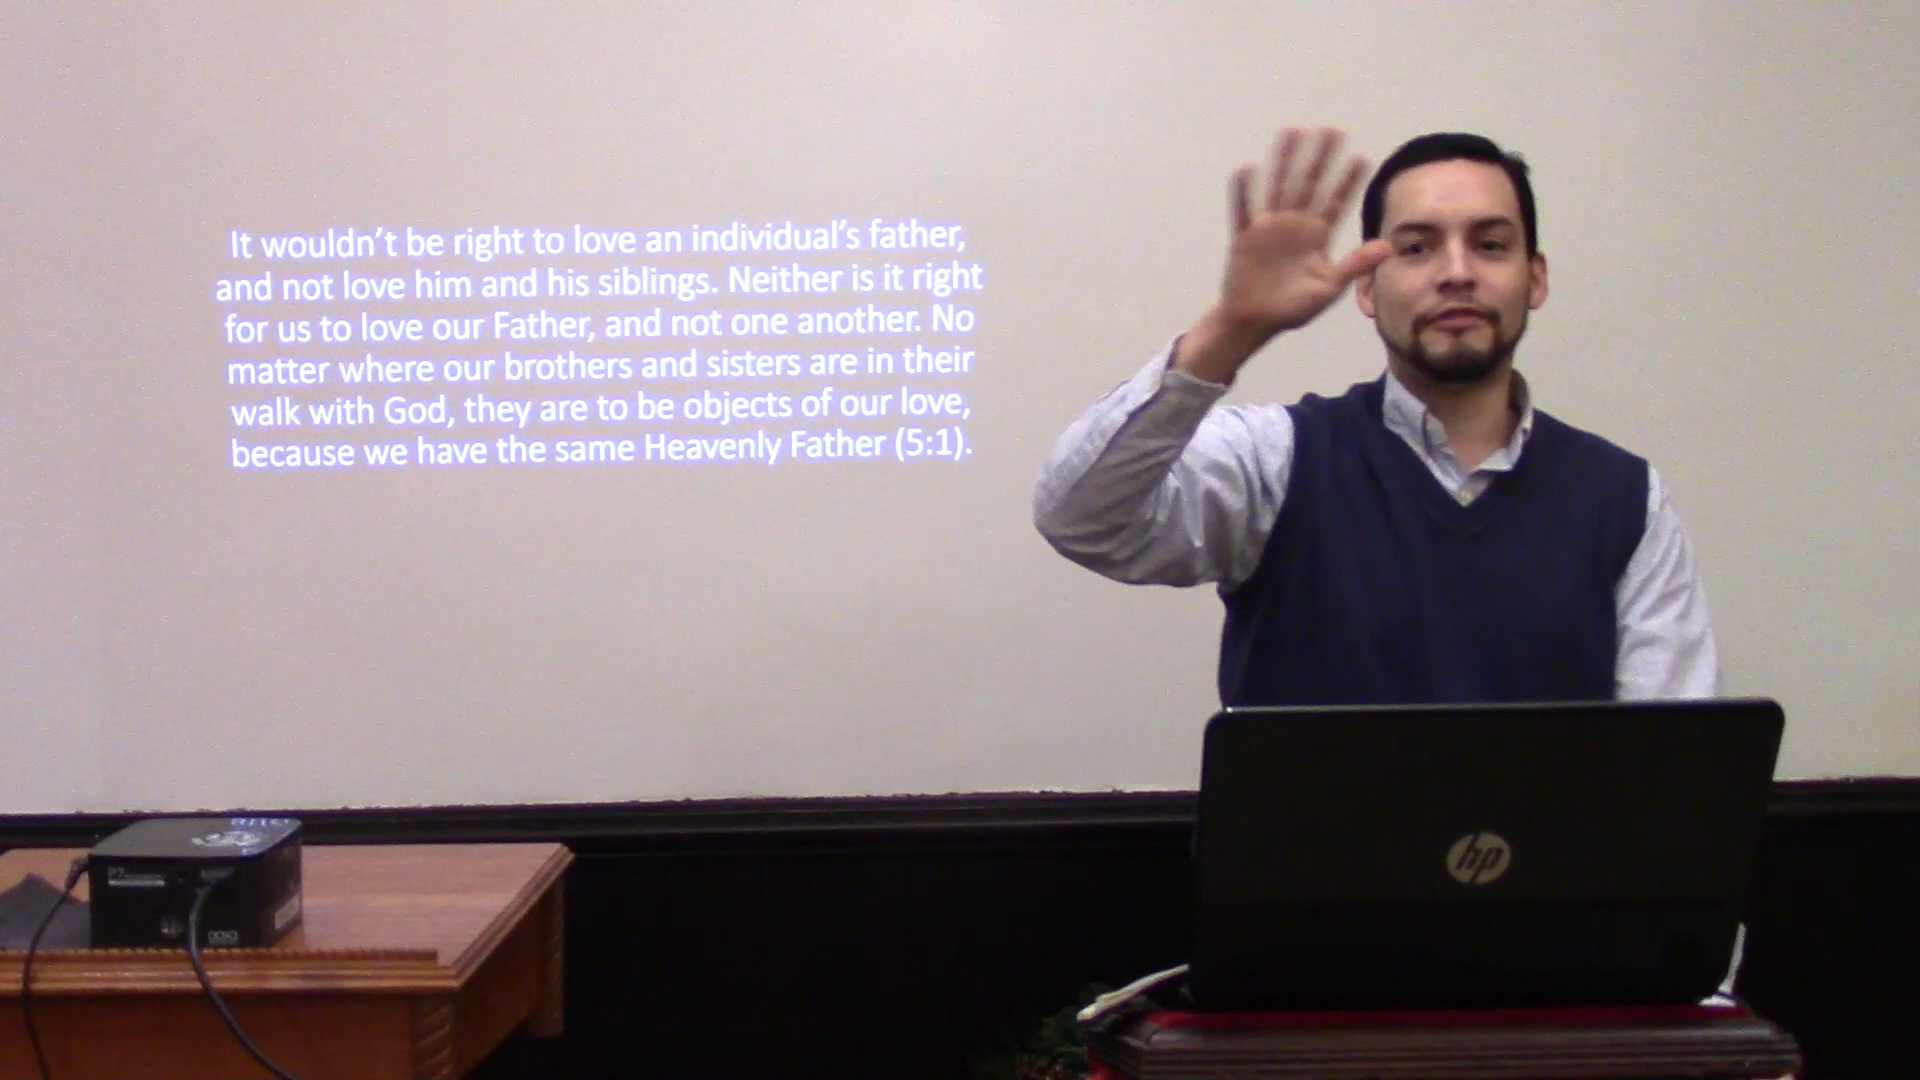 It wouldn’t be right to love an individual’s father,
and not love him and his siblings. Neither is it right
for us to love our Father, and not one another. No
matter where our brothers and sisters are in their
walk with God, they are to be objects of our love,
because we have the same Heavenly Father (5:1).
P7
hp